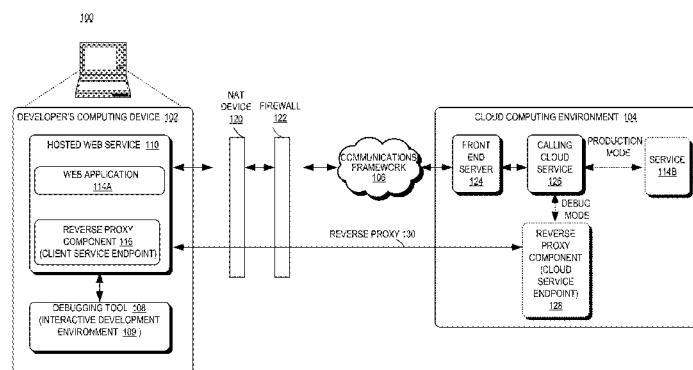 100
DEVELOPER'S COMPUTING DEVICE 102
HOSTED WEB SERVICE 110
WEB APPLICATION
114A
REVERSE PROXY
COMPONENT 116
(CLIENT SERVICE ENDPOINT)
DEBUGGING TOOL 108
(INTERACTIVE DEVELOPMENT
ENVIRONMENT 109 )
NAT
DEVICE
120
FIREWALL
122
COMMUNICATIONS
FRAMEWORK
106
REVERSE PROXY 130
CLOUD COMPUTING ENVIRONMENT 104
FRONT
END
SERVER
124
CALLING
CLOUD
SERVICE
126
PRODUCTION
MODE
SERVICE
114B
DEBUG
MODE
REVERSE
PROXY
COMPONENT
(CLOUD
SERVICE
ENDPOINT)
128